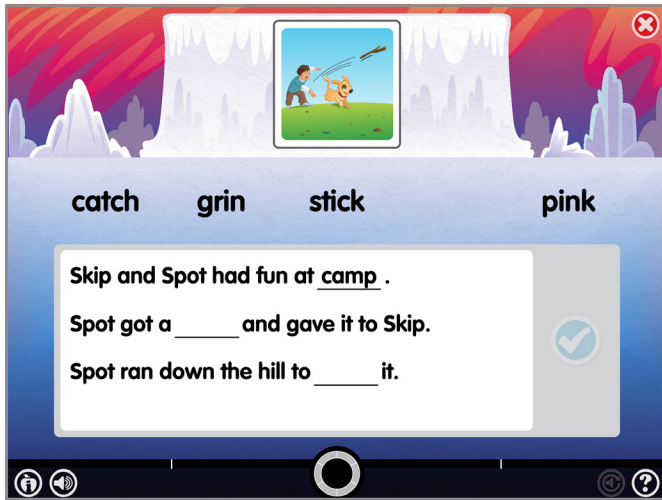 catch grin stick pink
Skip and Spot had fun at camp .
Spot got a ______ and gave it to Skip.
Spot ran down the hill to ______ it.
?